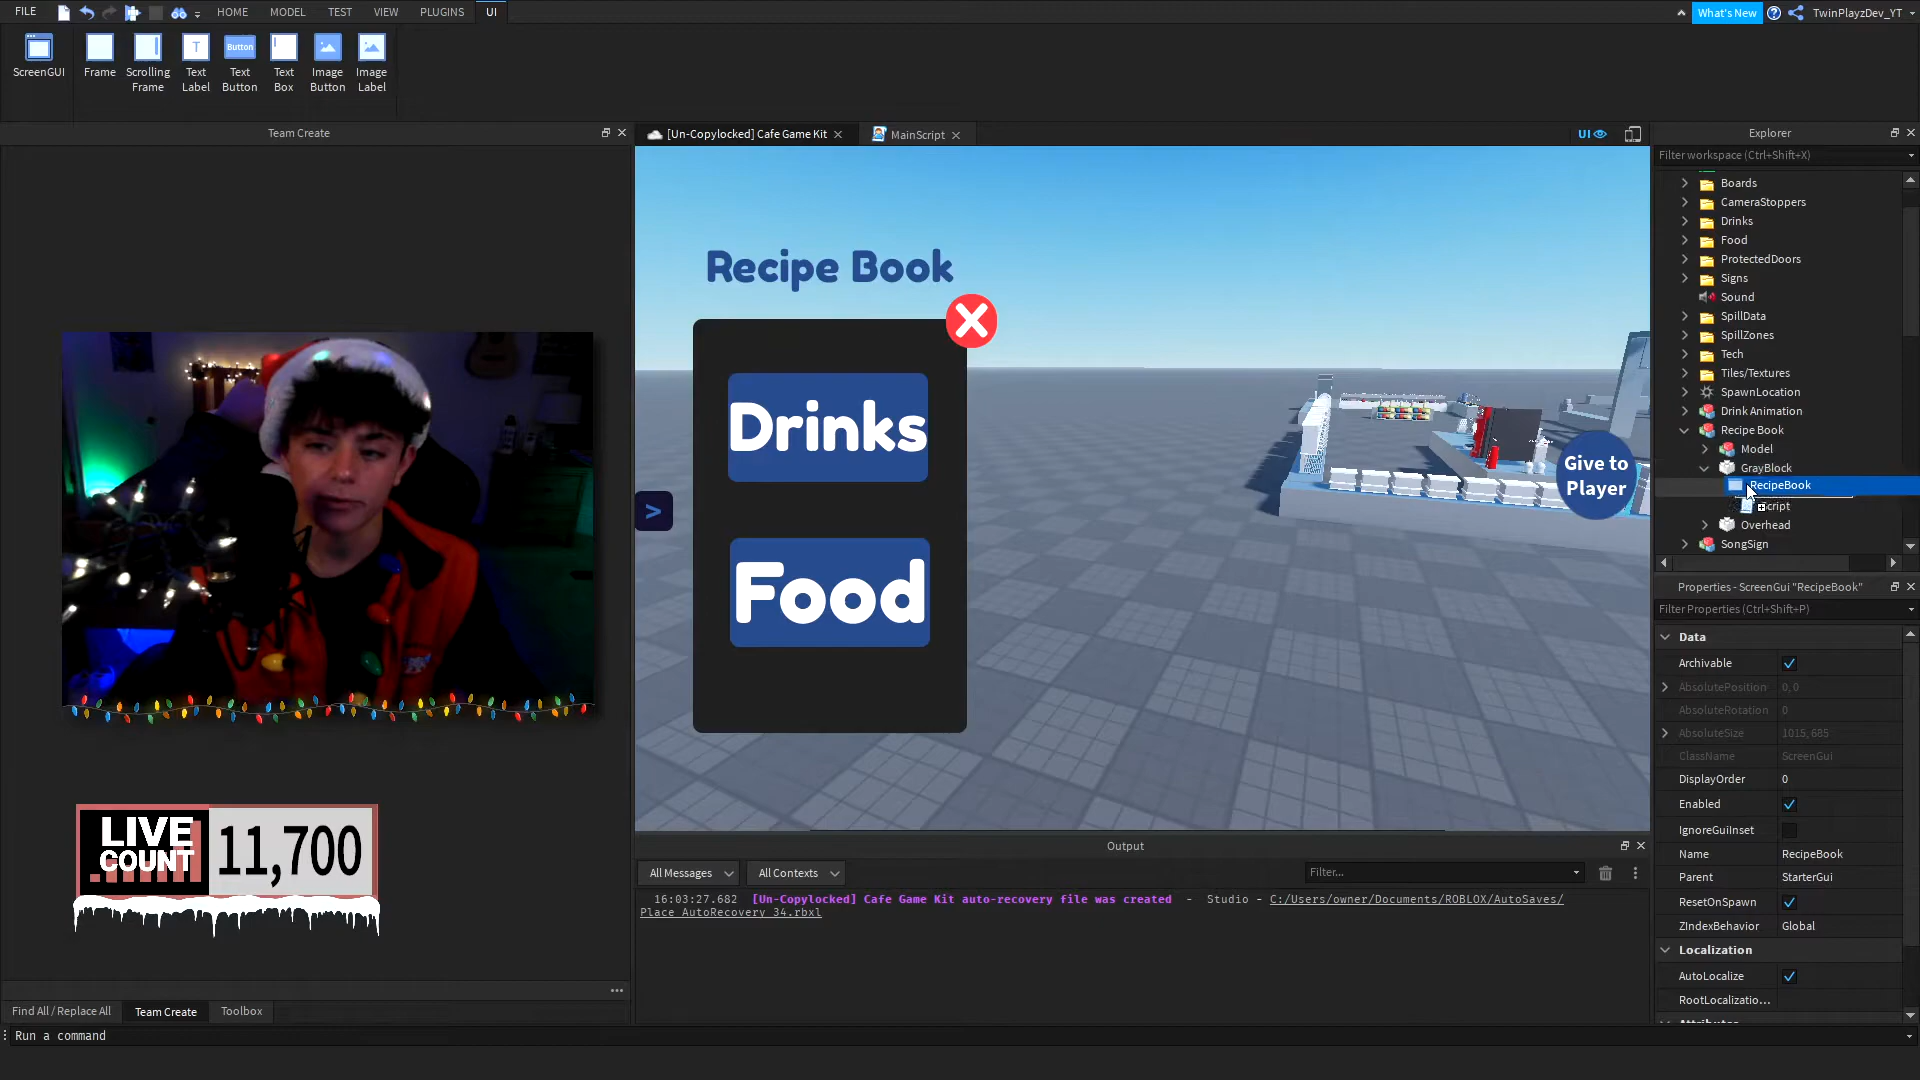 FILE
HOME
MODEL
TEST
VIEW
PLUGINS
UI
What's New
TwinPlayzDev_YT
ScreenGUI
Frame
Scrolling
Frame
Text
Label
Button
Text
Button
Text
Box
Image
Button
Image
Label
Team Create
[Un-Copylocked] Cafe Game Kit
MainScript
UI
Explorer
Filter workspace (Ctrl+Shift+X)
Boards
CameraStoppers
Drinks
Food
ProtectedDoors
Signs
Sound
SpillData
SpillZones
Tech
Tiles/Textures
SpawnLocation
Drink Animation
Recipe Book
Model
GrayBlock
RecipeBook
Script
Overhead
SongSign
Recipe Book
Drinks
Food
>
Give to
Player
Properties - ScreenGui "RecipeBook"
Filter Properties (Ctrl+Shift+P)
Data
Archivable
AbsolutePosition 0, 0
AbsoluteRotation 0
AbsoluteSize 1015, 685
ClassName ScreenGui
DisplayOrder 0
Enabled
IgnoreGuiInset
Name RecipeBook
Parent StarterGui
ResetOnSpawn
ZIndexBehavior Global
Localization
AutoLocalize
RootLocalizatio...
LIVE
COUNT
11,700
Output
All Messages
All Contexts
Filter...
16:03:27.682 [Un-Copylocked] Cafe Game Kit auto-recovery file was created - Studio - C:/Users/owner/Documents/ROBLOX/AutoSaves/
Place_AutoRecovery_34.rbxl
Find All / Replace All
Team Create
Toolbox
Run a command